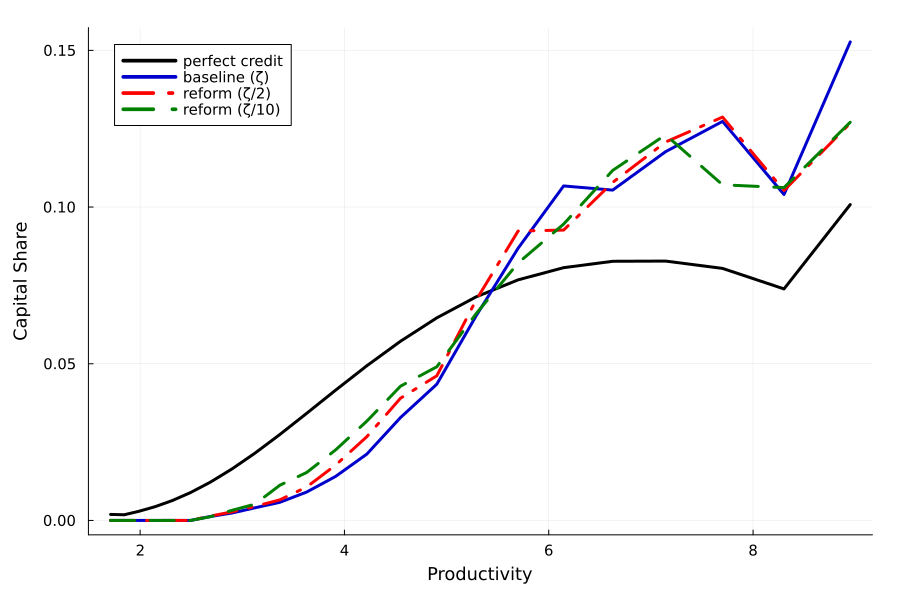 perfect credit
baseline (ζ)
reform (ζ/2)
reform (ζ/10)
0.15
0.10
0.05
0.00
Capital Share
2 4 6 8
Productivity